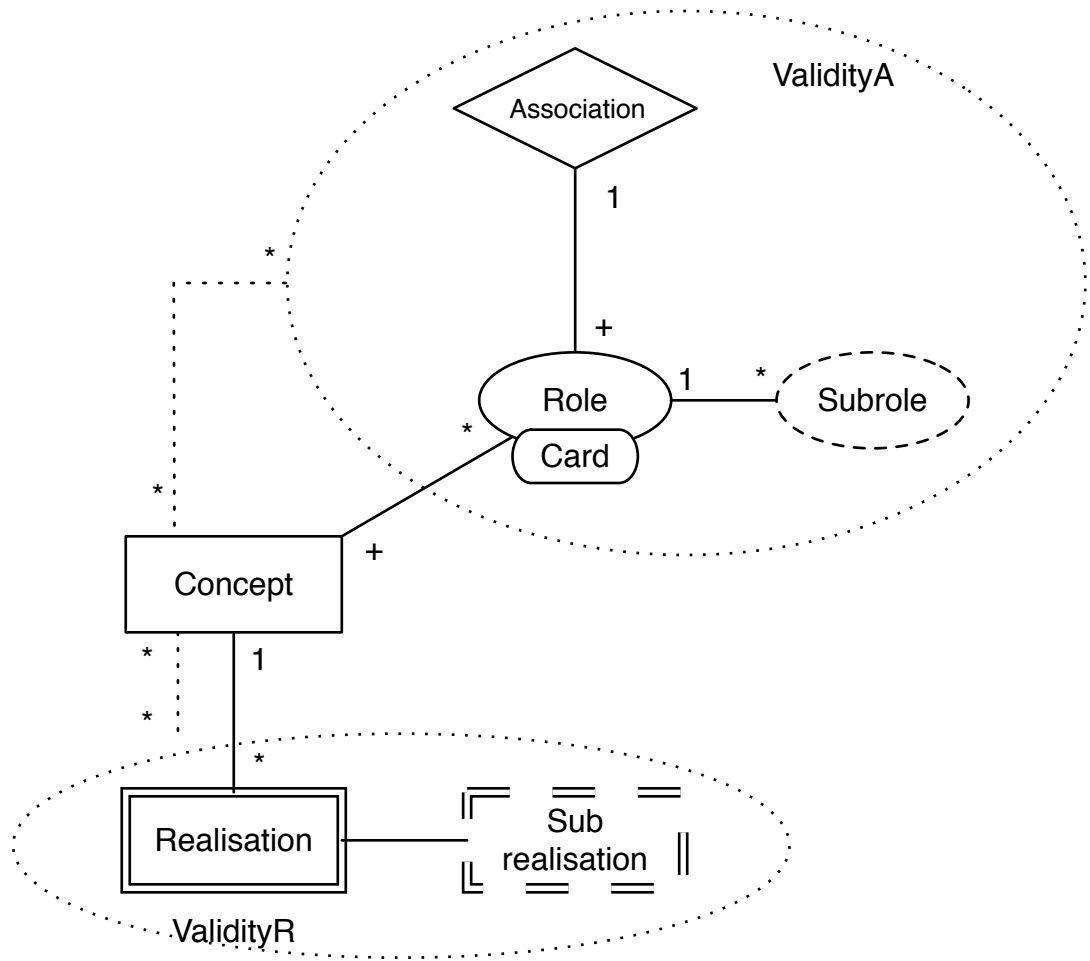 ValidityA
Association
1
*
+
1
*
Role
Subrole
*
Card
*
+
Concept
*
1
*
*
Sub
Realisation
realisation
ValidityR